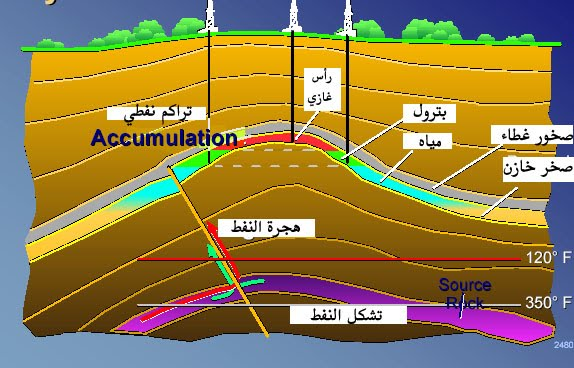 رأس
غازي
تراكم نفطي
بترول
Accumulation
مياه
صخور غطاء
صخر خازن
هجرة النفط
120° F
Source
Rock
350° F
تشكل النفط
2480